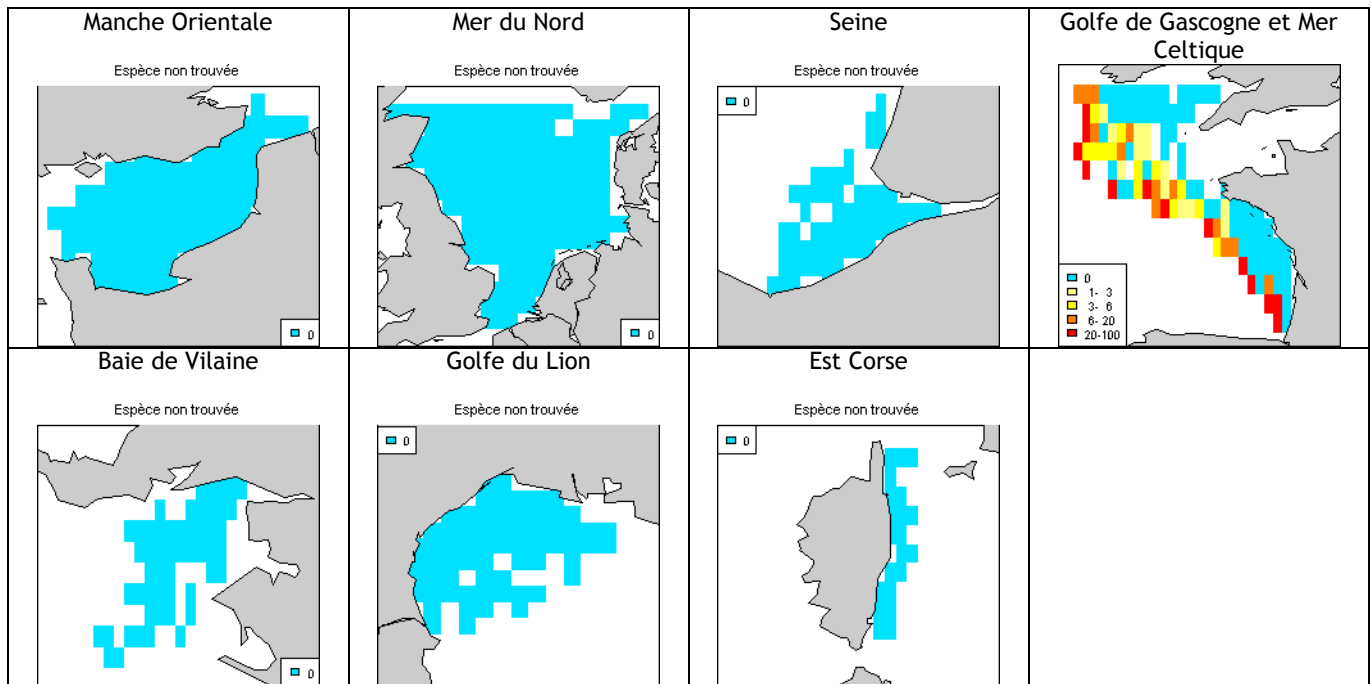 Manche Orientale
Espèce non trouvée
0
Mer du Nord
Espèce non trouvée
0
Seine
Espèce non trouvée
0
Golfe de Gascogne et Mer
Celtique
0
1- 3
3- 6
6- 20
20-100
Baie de Vilaine
Espèce non trouvée
0
Golfe du Lion
Espèce non trouvée
0
Est Corse
Espèce non trouvée
0